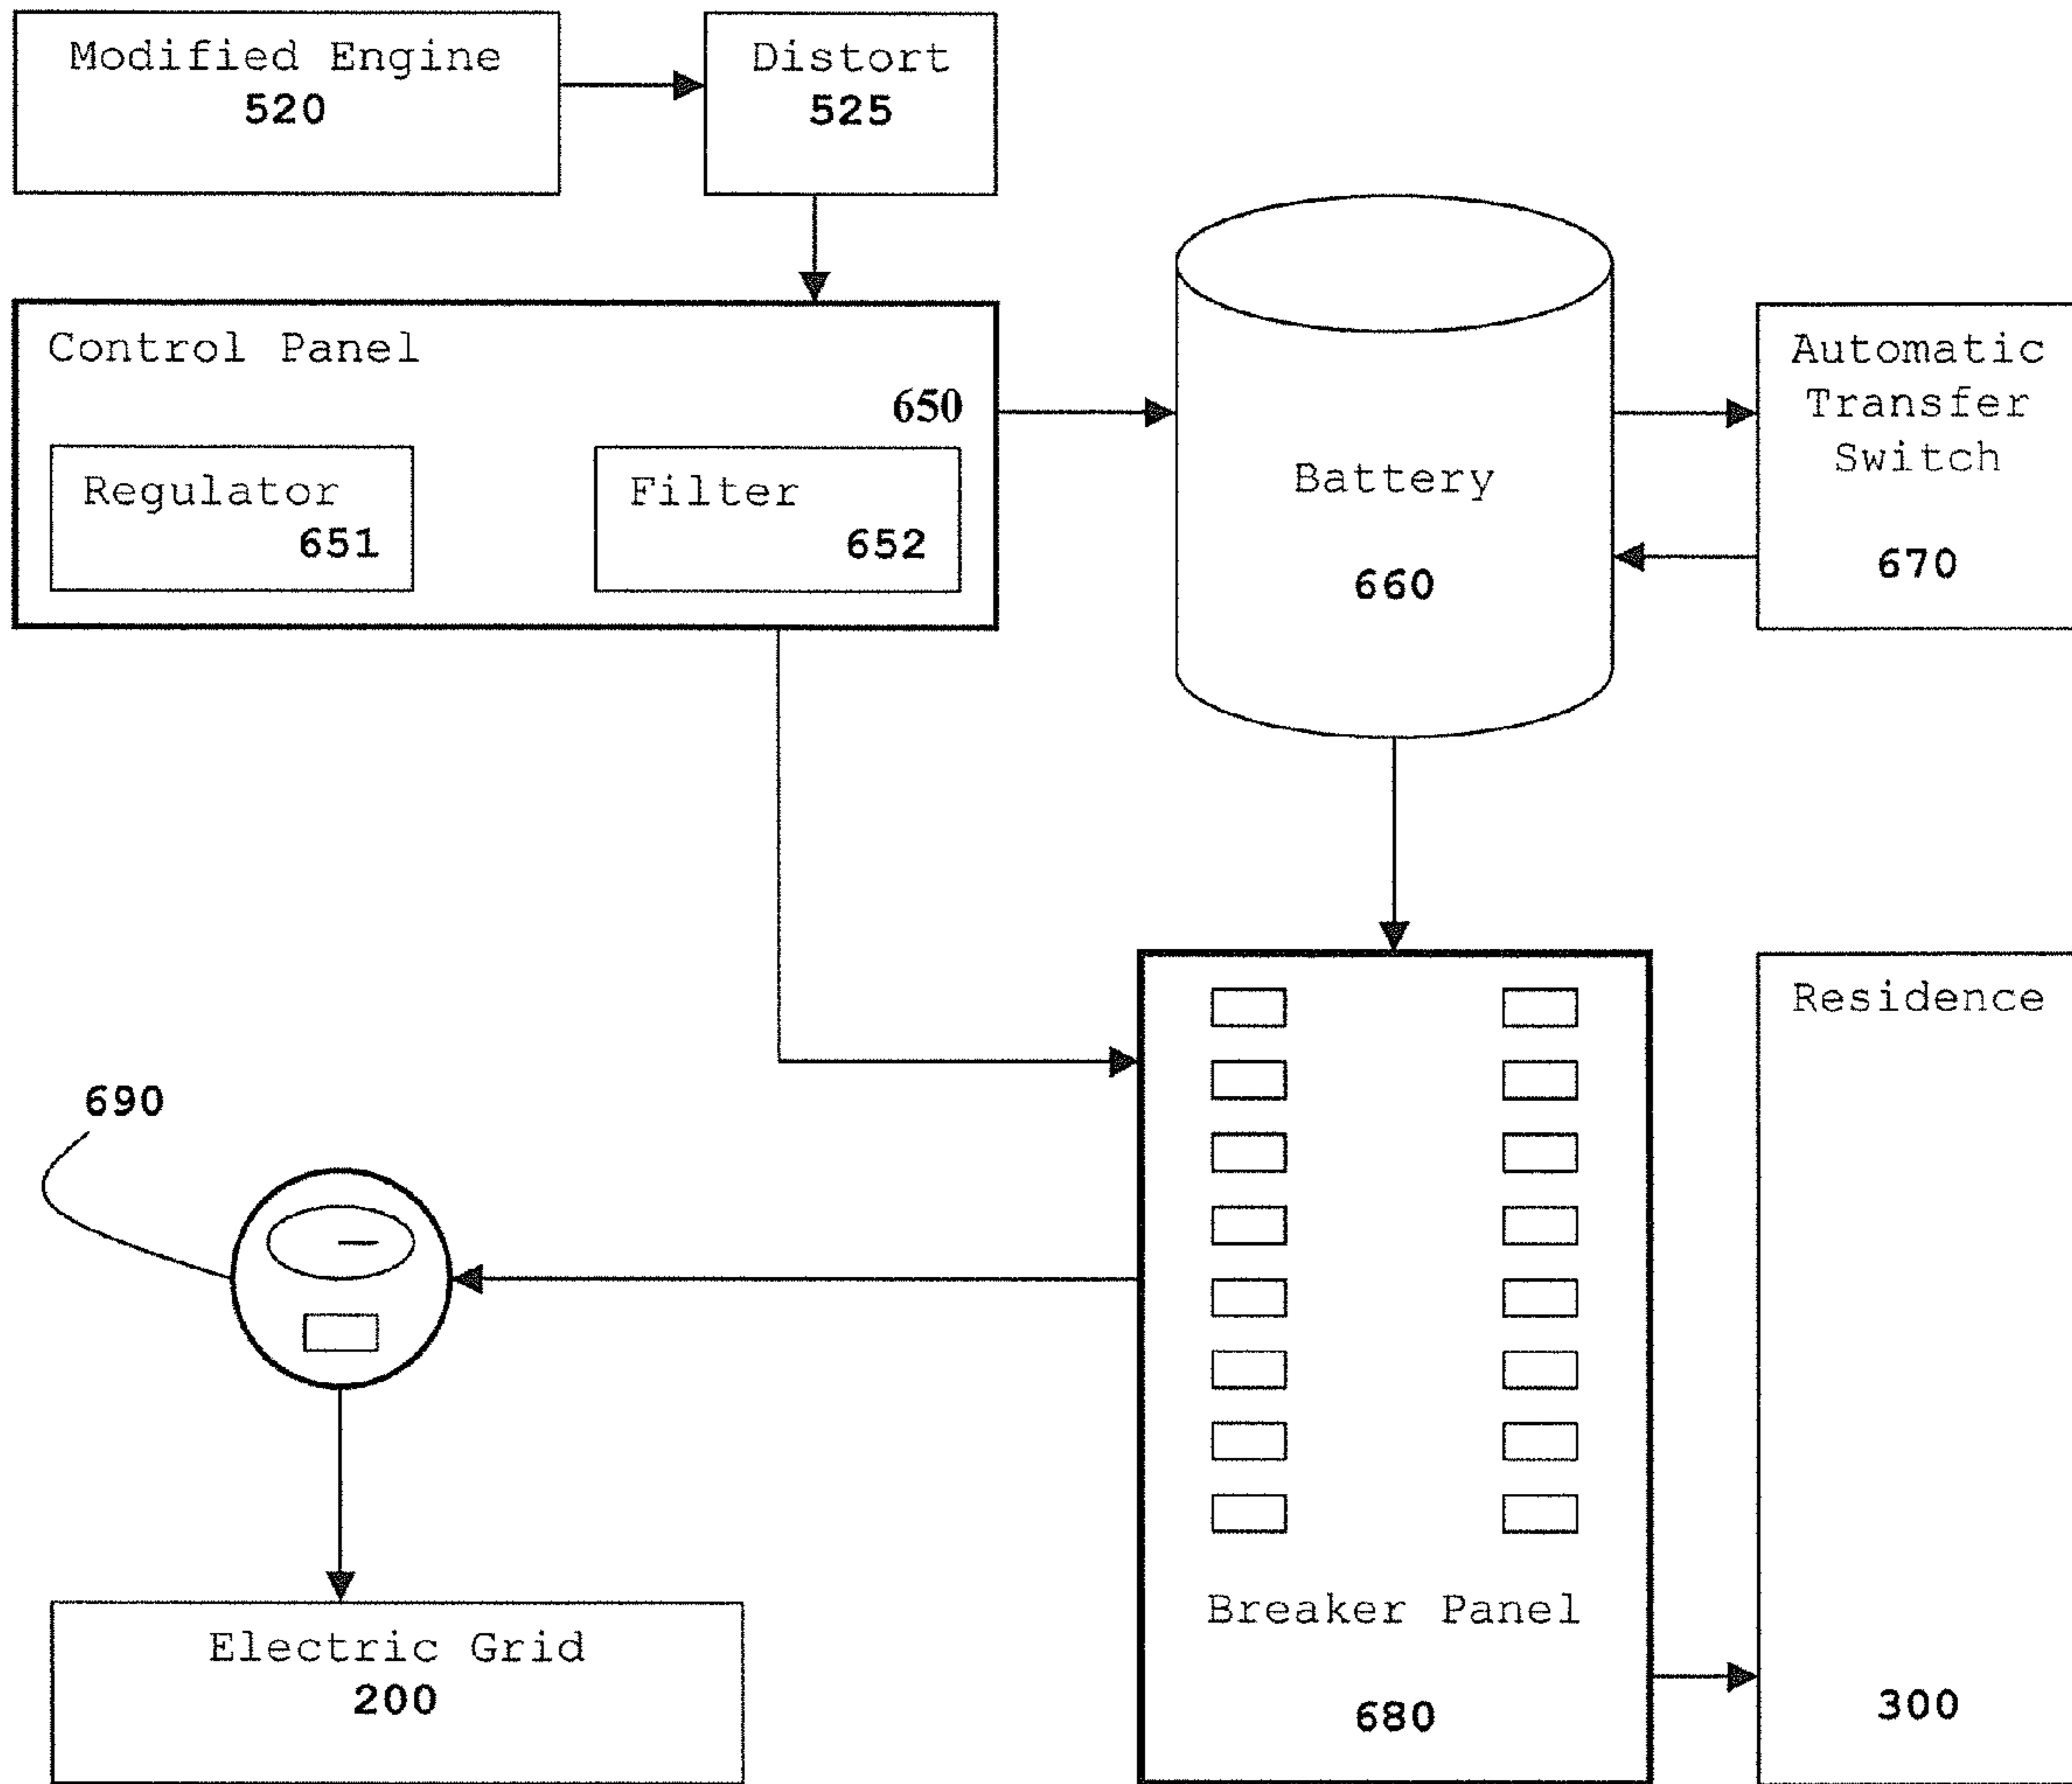 Modified Engine
520
Distort
525
Control Panel
650
Regulator
651
Filter
652
Battery
660
Automatic
Transfer
Switch
670
690
Residence
300
Breaker Panel
680
Electric Grid
200